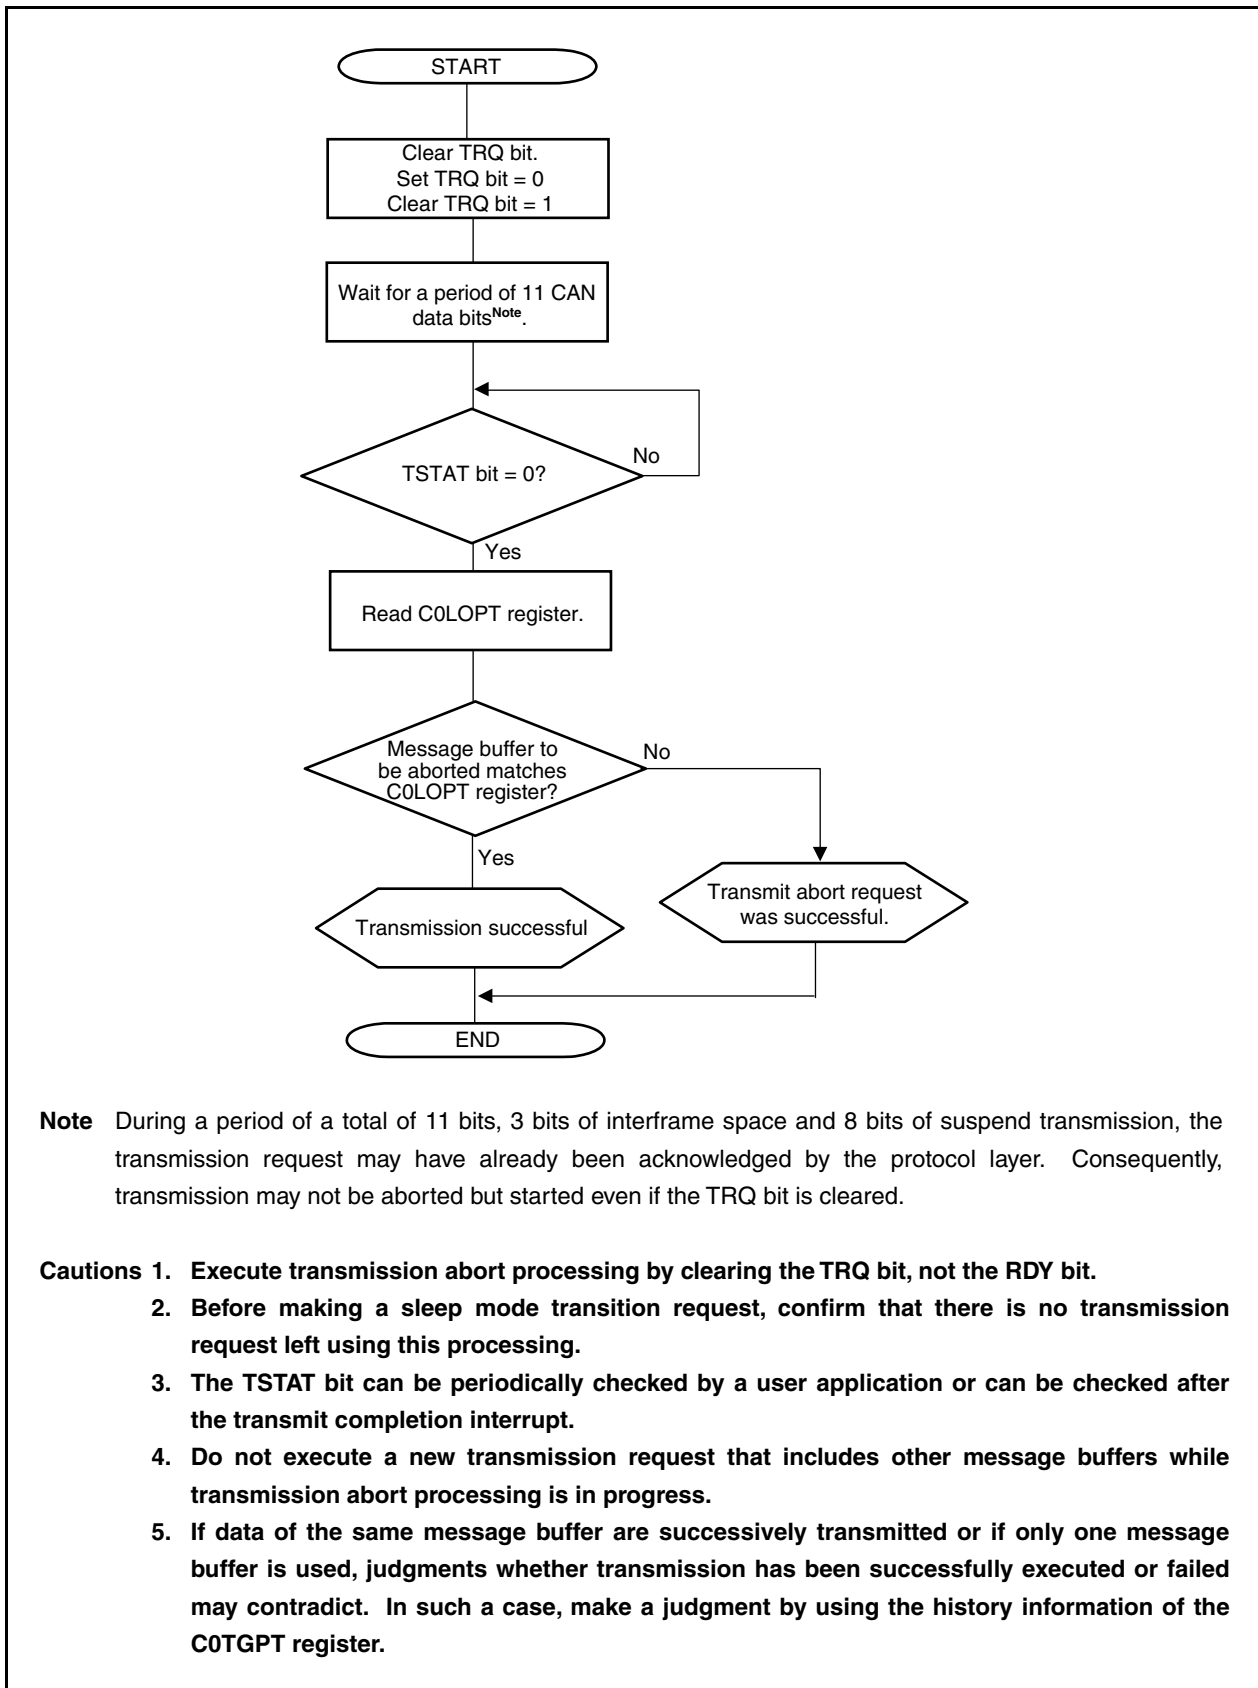 START
Clear TRQ bit.
Set TRQ bit = 0
Clear TRQ bit = 1
Wait for a period of 11 CAN
data bitsNote.
TSTAT bit = 0?
No
Yes
Read C0LOPT register.
Message buffer to
be aborted matches
C0LOPT register?
No
Yes
Transmit abort request
was successful.
Transmission successful
END
Note During a period of a total of 11 bits, 3 bits of interframe space and 8 bits of suspend transmission, the
transmission request may have already been acknowledged by the protocol layer. Consequently,
transmission may not be aborted but started even if the TRQ bit is cleared.
Cautions 1. Execute transmission abort processing by clearing the TRQ bit, not the RDY bit.
2. Before making a sleep mode transition request, confirm that there is no transmission
request left using this processing.
3. The TSTAT bit can be periodically checked by a user application or can be checked after
the transmit completion interrupt.
4. Do not execute a new transmission request that includes other message buffers while
transmission abort processing is in progress.
5. If data of the same message buffer are successively transmitted or if only one message
buffer is used, judgments whether transmission has been successfully executed or failed
may contradict. In such a case, make a judgment by using the history information of the
C0TGPT register.